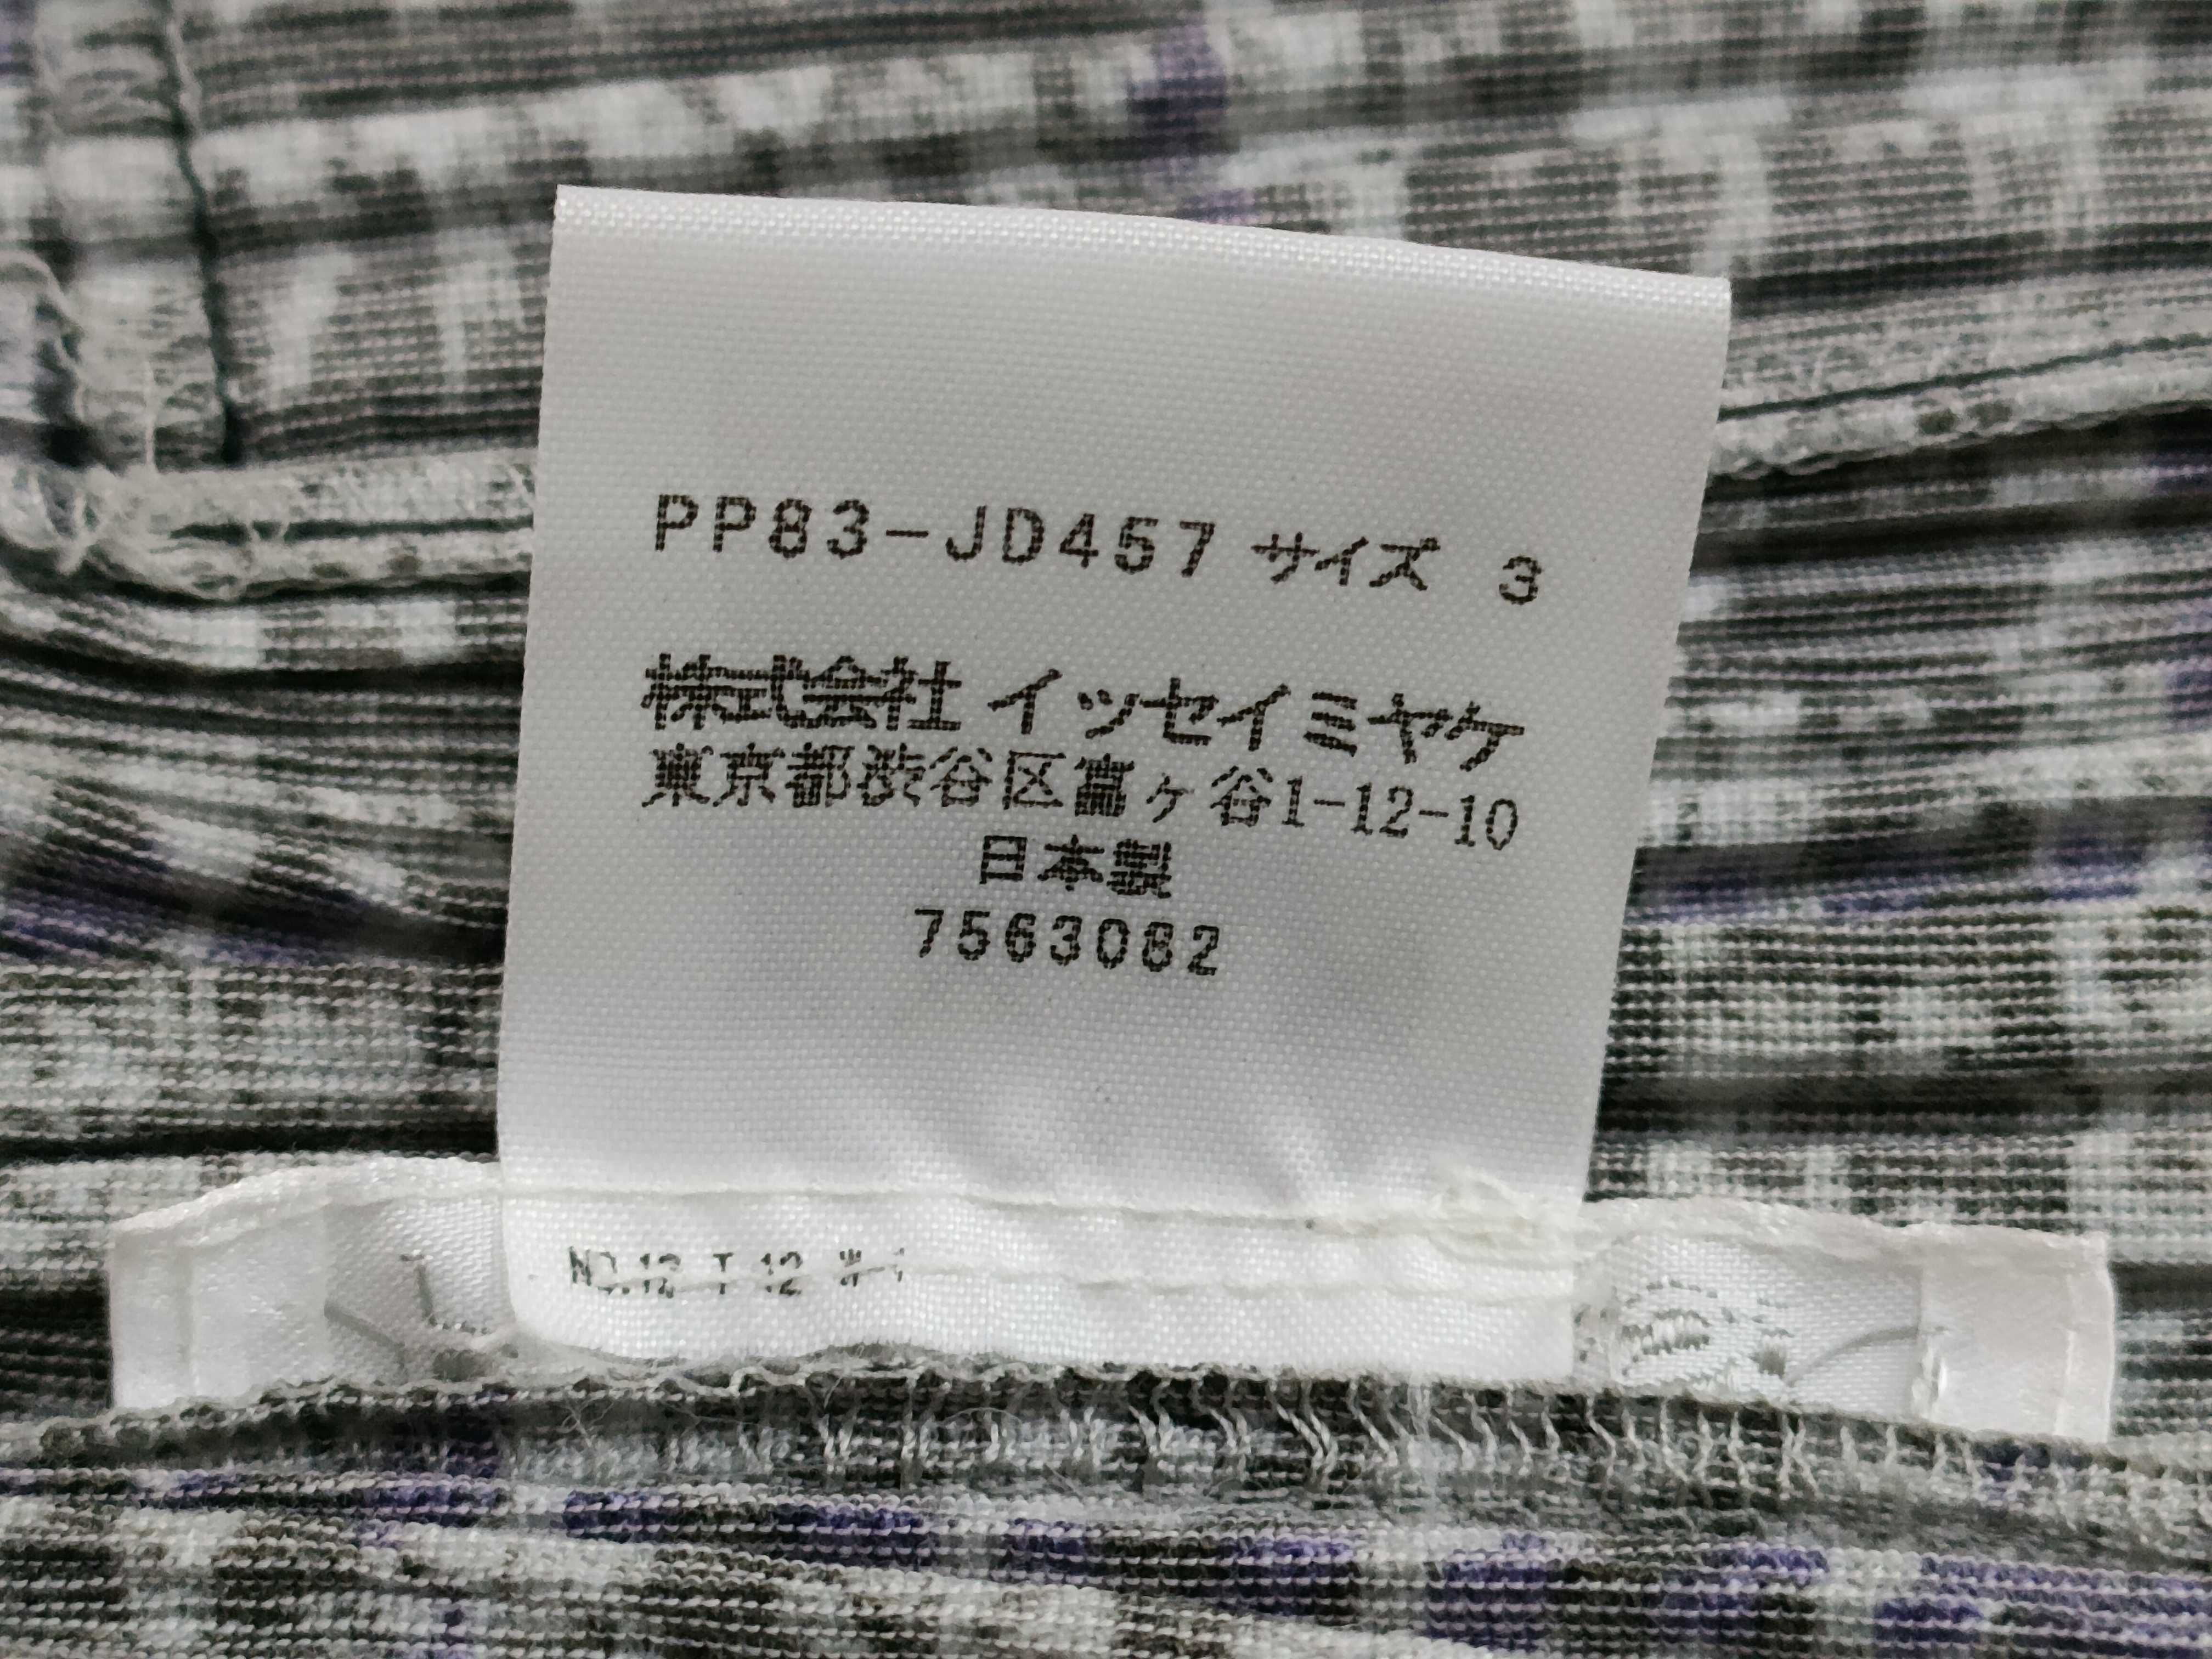 PP83-JD457 サイズ 3
株式会社 イッセイミヤケ
東京都渋谷区富ヶ谷1-12-10
日本製
7563082